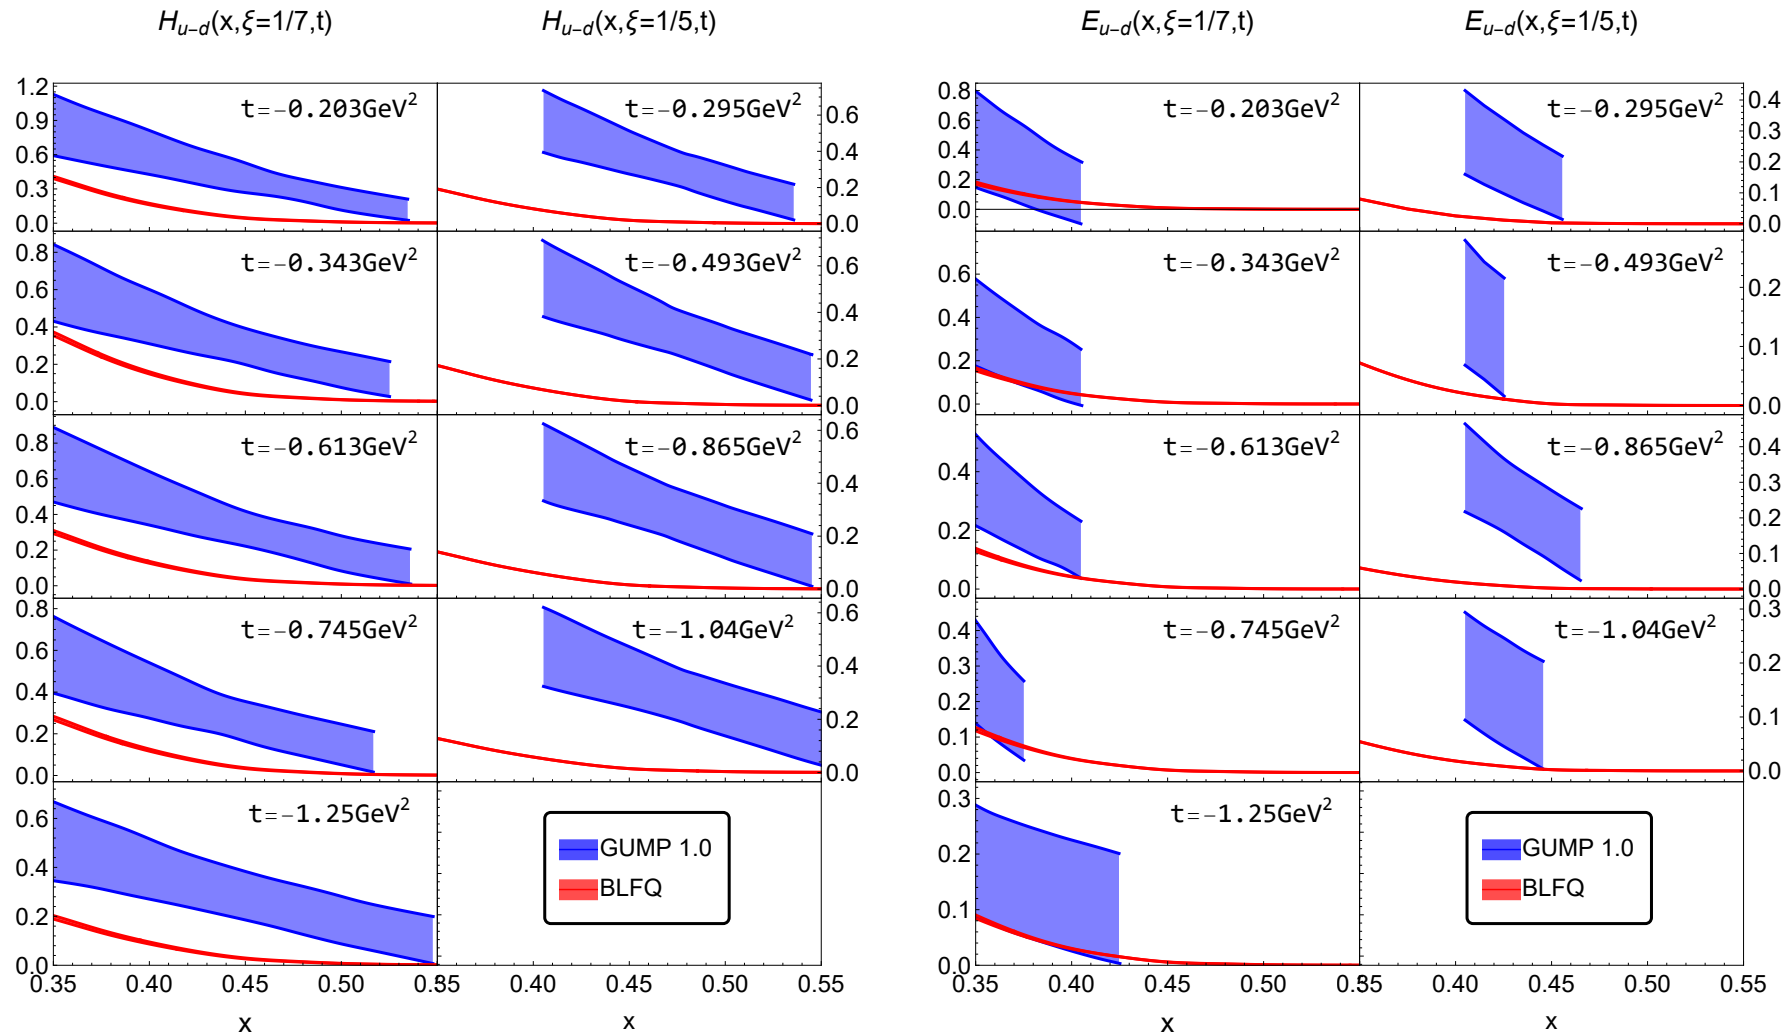 H_{u−d}(x,ξ=1/7,t) H_{u−d}(x,ξ=1/5,t) E_{u−d}(x,ξ=1/7,t) E_{u−d}(x,ξ=1/5,t)
t=−0.203GeV² t=−0.295GeV² t=−0.203GeV² t=−0.295GeV²
1.2 0.9 0.6 0.3 0.0
0.6 0.4 0.2 0.0
0.8 0.6 0.4 0.2 0.0
0.4 0.3 0.2 0.1 0.0
t=−0.343GeV² t=−0.493GeV² t=−0.343GeV² t=−0.493GeV²
0.8 0.6 0.4 0.2 0.0
0.6 0.4 0.2 0.0
0.6 0.4 0.2 0.0
0.2 0.1 0.0
t=−0.613GeV² t=−0.865GeV² t=−0.613GeV² t=−0.865GeV²
0.8 0.6 0.4 0.2 0.0
0.6 0.4 0.2 0.0
0.4 0.2 0.0
0.4 0.3 0.2 0.1 0.0
t=−0.745GeV² t=−1.04GeV² t=−0.745GeV² t=−1.04GeV²
0.8 0.6 0.4 0.2 0.0
0.6 0.4 0.2 0.0
0.4 0.3 0.2 0.1 0.0
0.3 0.2 0.1 0.0
t=−1.25GeV² t=−1.25GeV²
0.6 0.4 0.2 0.0
0.3 0.2 0.1 0.0
GUMP 1.0 GUMP 1.0
BLFQ BLFQ
0.35 0.40 0.45 0.50 0.40 0.45 0.50 0.55
0.35 0.40 0.45 0.50 0.40 0.45 0.50 0.55
x x x x